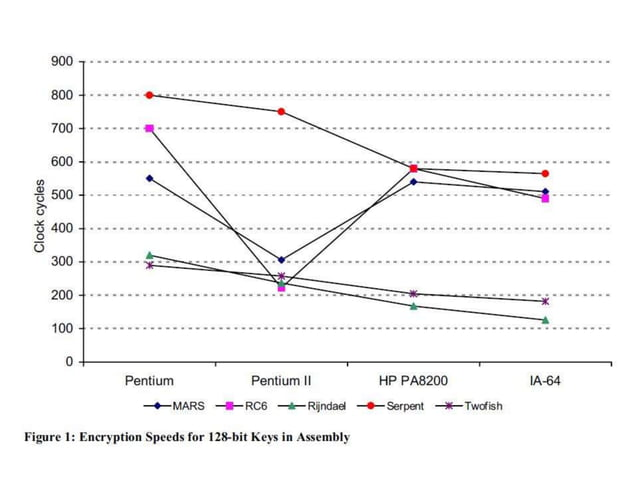 900
800
700
600
500
400
300
200
100
0
Clock cycles
Pentium Pentium II HP PA8200 IA-64
MARS RC6 Rijndael Serpent Twofish
Figure 1: Encryption Speeds for 128-bit Keys in Assembly